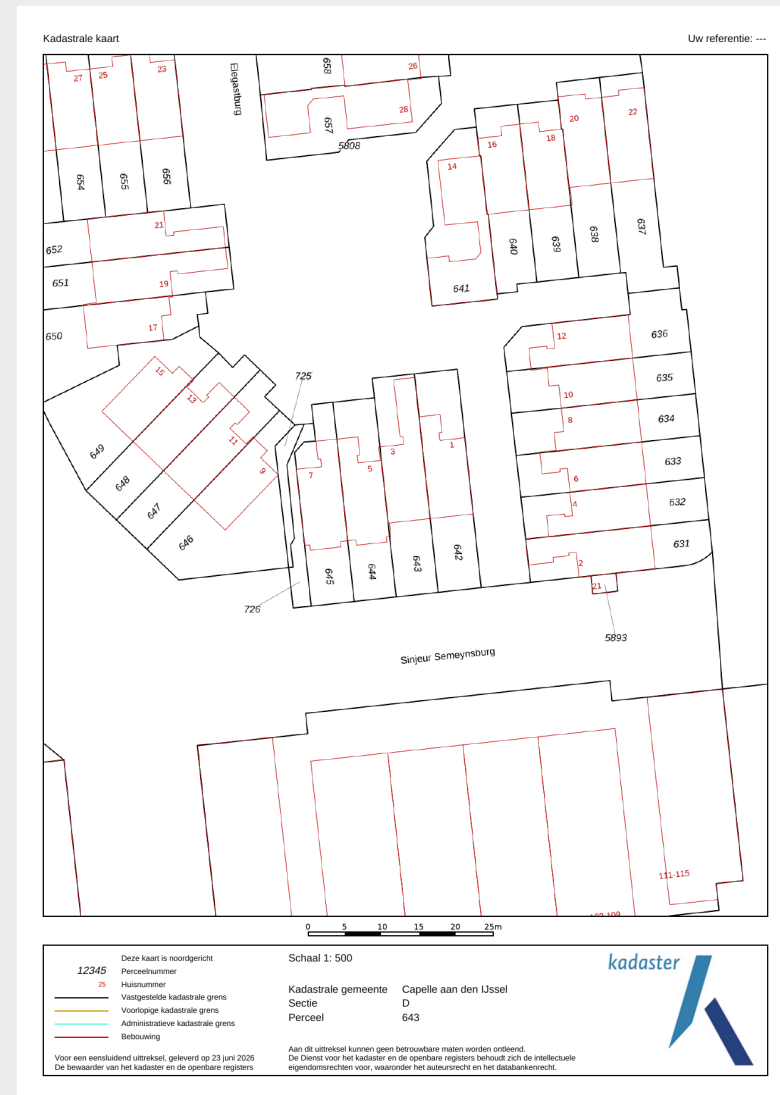 Kadastrale kaart
Uw referentie: ---
27
25
23
Elegastburg
658
26
28
657
5808
20
22
16
18
14
654
655
656
21
652
651
19
650
17
640
639
638
637
641
12
636
635
10
8
634
633
6
632
4
631
2
21
5893
725
15
13
11
9
649
648
647
646
7
5
3
1
645
644
643
642
726
Sinjeur Semeynsburg
111-115
0 5 10 15 20 25m
Deze kaart is noordgericht
12345 Perceelnummer
25 Huisnummer
Vastgestelde kadastrale grens
Voorlopige kadastrale grens
Administratieve kadastrale grens
Bebouwing
Voor een eensluidend uittreksel, geleverd op 23 juni 2026
De bewaarder van het kadaster en de openbare registers
Schaal 1: 500
Kadastrale gemeente Capelle aan den IJssel
Sectie D
Perceel 643
Aan dit uittreksel kunnen geen betrouwbare maten worden ontleend.
De Dienst voor het kadaster en de openbare registers behoudt zich de intellectuele
eigendomsrechten voor, waaronder het auteursrecht en het databankenrecht.
kadaster